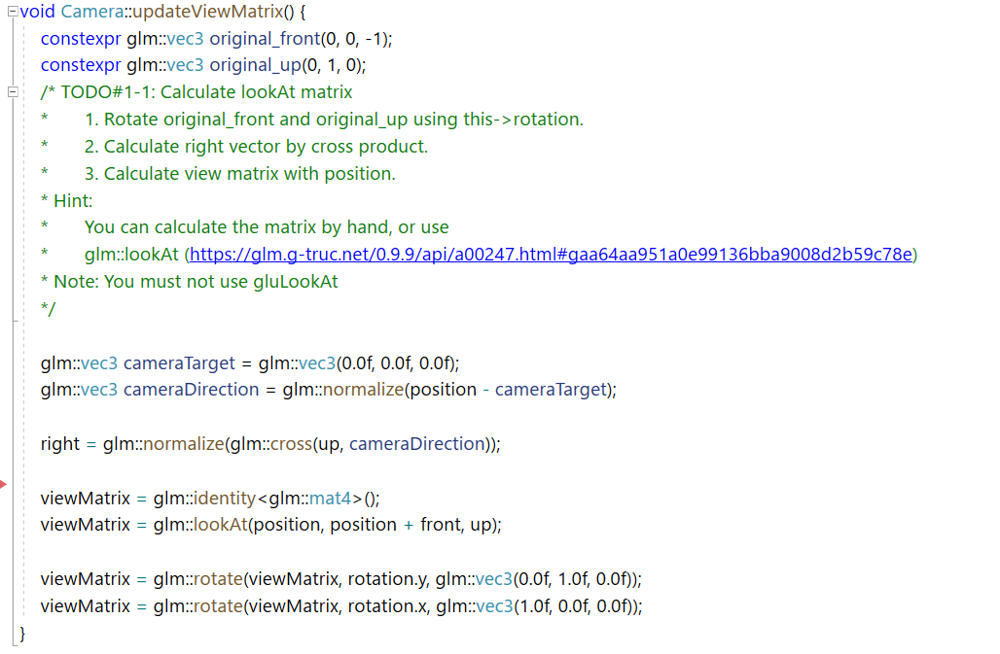 void Camera::updateViewMatrix() {
constexpr glm::vec3 original_front(0, 0, -1);
constexpr glm::vec3 original_up(0, 1, 0);
/* TODO#1-1: Calculate lookAt matrix
* 1. Rotate original_front and original_up using this->rotation.
* 2. Calculate right vector by cross product.
* 3. Calculate view matrix with position.
* Hint:
* You can calculate the matrix by hand, or use
* glm::lookAt (https://glm.g-truc.net/0.9.9/api/a00247.html#gaa64aa951a0e99136bba9008d2b59c78e)
* Note: You must not use gluLookAt
*/
glm::vec3 cameraTarget = glm::vec3(0.0f, 0.0f, 0.0f);
glm::vec3 cameraDirection = glm::normalize(position - cameraTarget);
right = glm::normalize(glm::cross(up, cameraDirection));
viewMatrix = glm::identity<glm::mat4>();
viewMatrix = glm::lookAt(position, position + front, up);
viewMatrix = glm::rotate(viewMatrix, rotation.y, glm::vec3(0.0f, 1.0f, 0.0f));
viewMatrix = glm::rotate(viewMatrix, rotation.x, glm::vec3(1.0f, 0.0f, 0.0f));
}